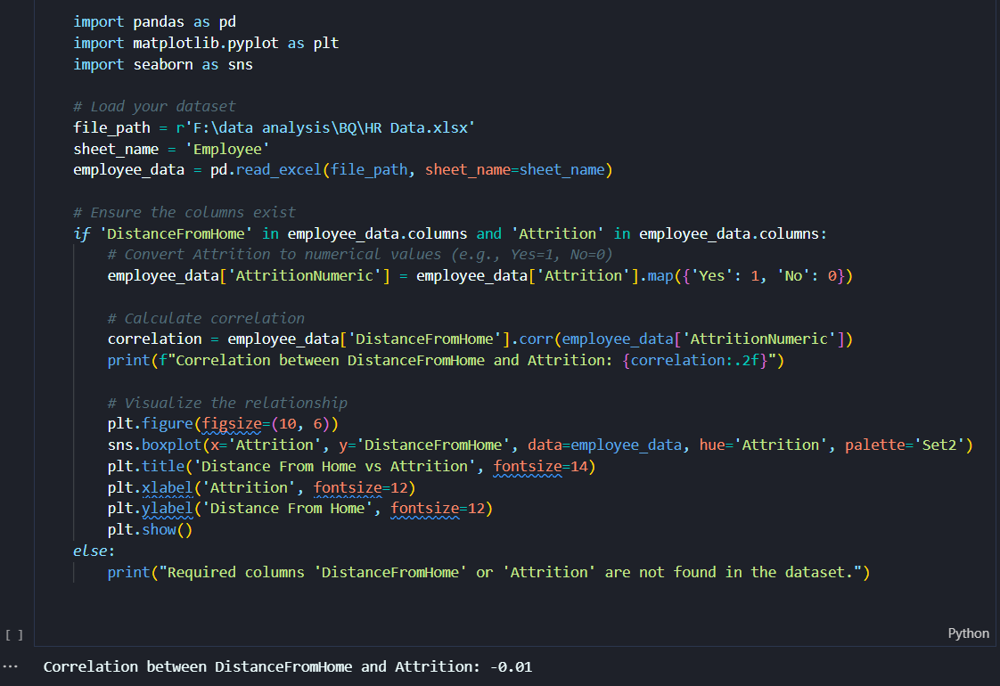 import pandas as pd
import matplotlib.pyplot as plt
import seaborn as sns
# Load your dataset
file_path = r'F:\data analysis\BQ\HR Data.xlsx'
sheet_name = 'Employee'
employee_data = pd.read_excel(file_path, sheet_name=sheet_name)
# Ensure the columns exist
if 'DistanceFromHome' in employee_data.columns and 'Attrition' in employee_data.columns:
# Convert Attrition to numerical values (e.g., Yes=1, No=0)
employee_data['AttritionNumeric'] = employee_data['Attrition'].map({'Yes': 1, 'No': 0})
# Calculate correlation
correlation = employee_data['DistanceFromHome'].corr(employee_data['AttritionNumeric'])
print(f"Correlation between DistanceFromHome and Attrition: {correlation:.2f}")
# Visualize the relationship
plt.figure(figsize=(10, 6))
sns.boxplot(x='Attrition', y='DistanceFromHome', data=employee_data, hue='Attrition', palette='Set2')
plt.title('Distance From Home vs Attrition', fontsize=14)
plt.xlabel('Attrition', fontsize=12)
plt.ylabel('Distance From Home', fontsize=12)
plt.show()
else:
print("Required columns 'DistanceFromHome' or 'Attrition' are not found in the dataset.")
[ ] Python
... Correlation between DistanceFromHome and Attrition: -0.01